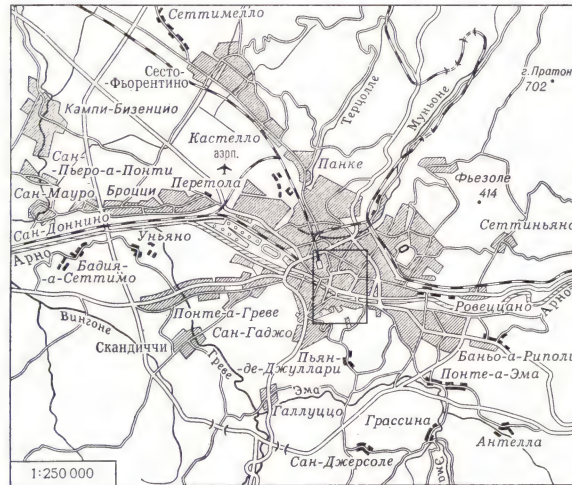 Сеттимелло
Сесто-
-Фьорентино
г. Пратоне
702
Кампи-Бизенцио
Терцолле
Муньоне
Кастелло
аэрп.
Панке
Сан-
-Пьеро-а-Понти
Броцци
Перетола
Сан-Мауро
Фьезоле
414
Сеттиньяно
Сан-Доннино
Арно
Уньяно
Бадия-
-а-Сеттимо
Ровеццано
Арно
Вингоне
Понте-а-Греве
Сан-Гаджо
Скандиччи
Греве
Пьян-
-де-Джуллари
Баньо-а-Риполи
Понте-а-Эма
Эма
Галлуццо
Грассина
Антелла
Сан-Джерсоле
Эма
1:250 000